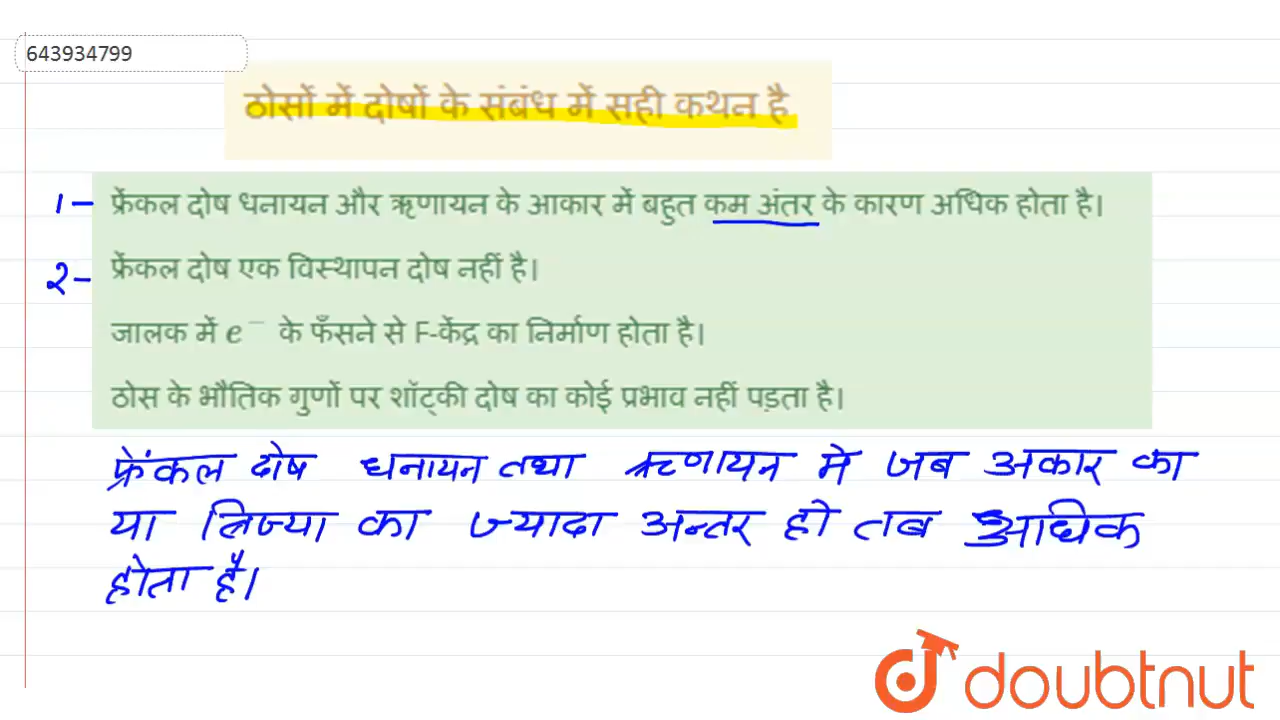 643934799
ठोसों में दोषों के संबंध में सही कथन है
1- फ्रेंकल दोष धनायन और ऋणायन के आकार में बहुत कम अंतर के कारण अधिक होता है।
२- फ्रेंकल दोष एक विस्थापन दोष नहीं है।
जालक में e⁻ के फँसने से F-केंद्र का निर्माण होता है।
ठोस के भौतिक गुणों पर शॉट्की दोष का कोई प्रभाव नहीं पड़ता है।
फ्रेंकल दोष धनायन तथा ऋणायन मे जब अकार का
या त्रिज्या का ज्यादा अन्तर हो तब अधिक
होता है।
doubtnut